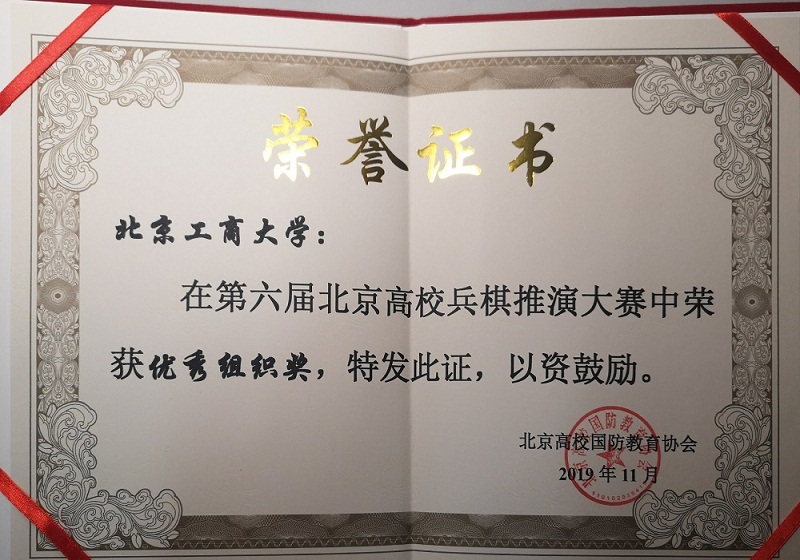 荣誉证书
北京工商大学：
在第六届北京高校兵棋推演大赛中荣
获优秀组织奖，特发此证，以资鼓励。
北京高校国防教育协会
2019年11月